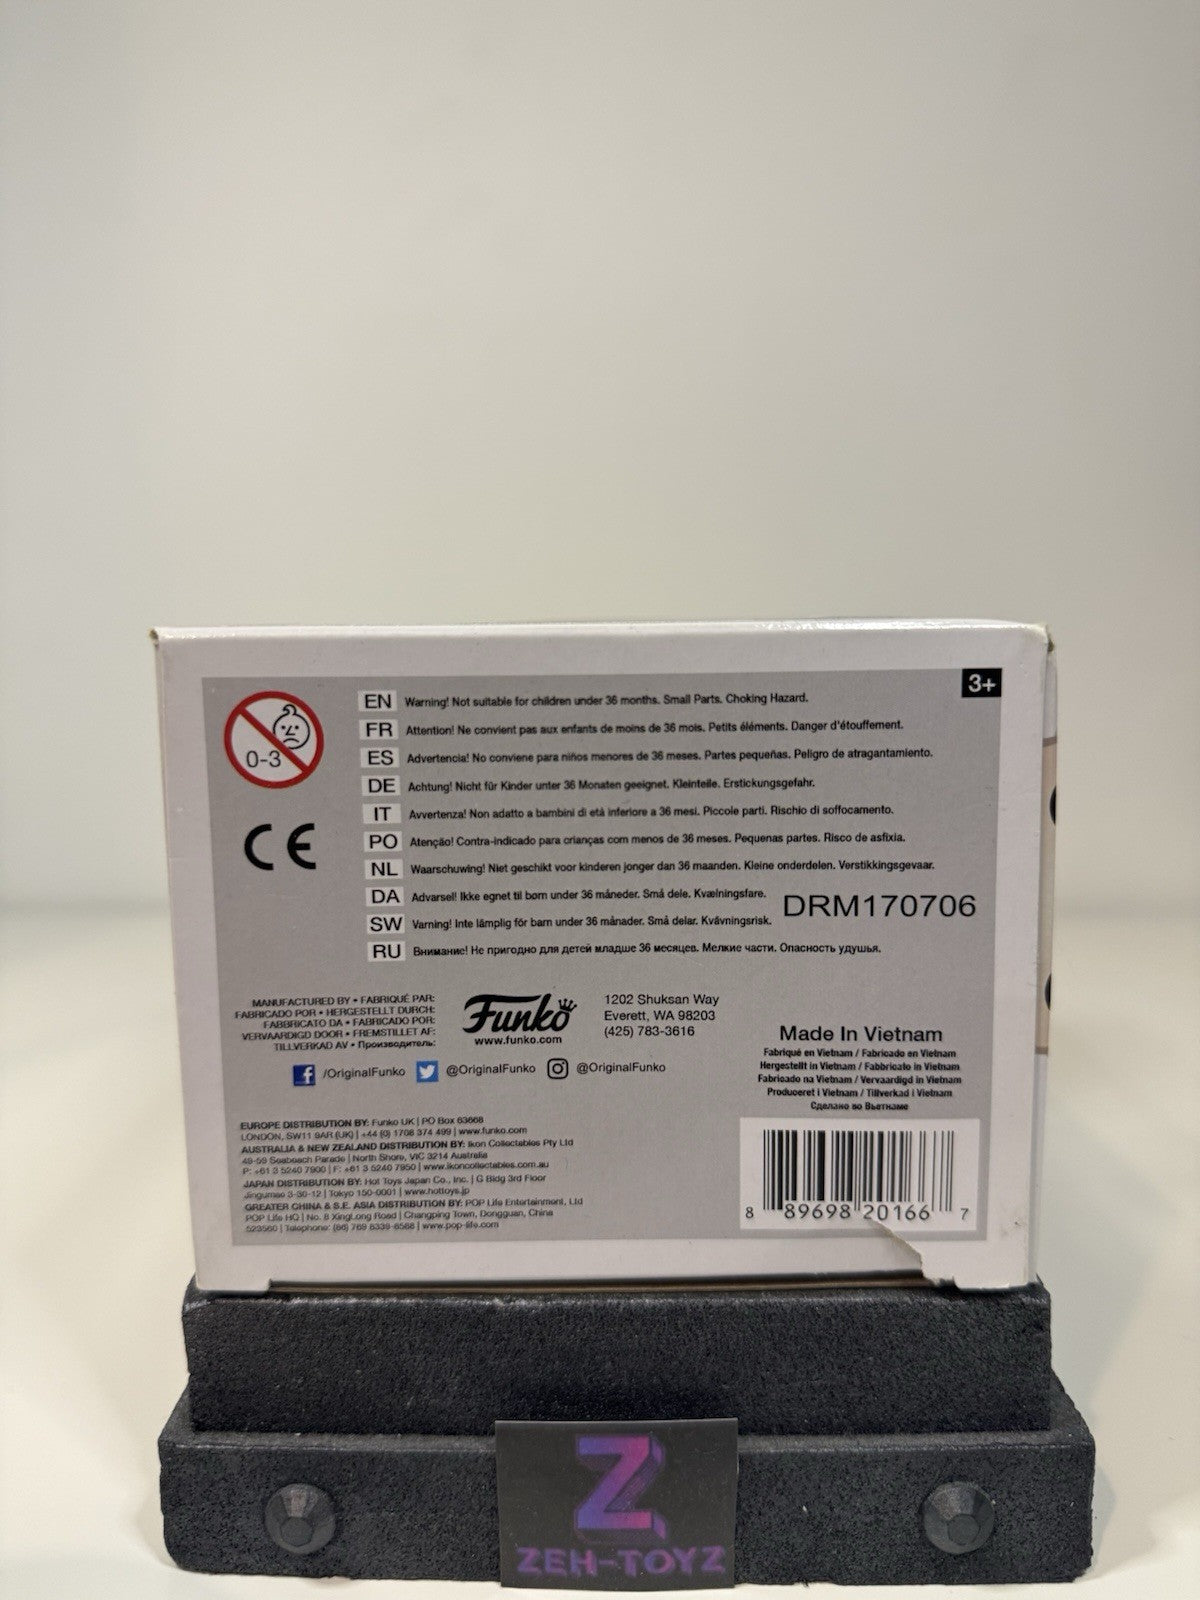 3+
0-3
EN Warning! Not suitable for children under 36 months. Small Parts. Choking Hazard.
FR Attention! Ne convient pas aux enfants de moins de 36 mois. Petits éléments. Danger d'étouffement.
ES Advertencia! No conviene para niños menores de 36 meses. Partes pequeñas. Peligro de atragantamiento.
DE Achtung! Nicht für Kinder unter 36 Monaten geeignet. Kleinteile. Erstickungsgefahr.
IT Avvertenza! Non adatto a bambini di età inferiore a 36 mesi. Piccole parti. Rischio di soffocamento.
PO Atenção! Contra-indicado para crianças com menos de 36 meses. Pequenas partes. Risco de asfixia.
NL Waarschuwing! Niet geschikt voor kinderen jonger dan 36 maanden. Kleine onderdelen. Verstikkingsgevaar.
DA Advarsel! Ikke egnet til børn under 36 måneder. Små dele. Kvælningsfare.
SW Varning! Inte lämplig för barn under 36 månader. Små delar. Kvävningsrisk.
RU Внимание! Не пригодно для детей младше 36 месяцев. Мелкие части. Опасность удушья.
DRM170706
CE
MANUFACTURED BY • FABRIQUÉ PAR:
FABRICADO POR • HERGESTELLT DURCH:
FABBRICATO DA • FABRICADO POR:
VERVAARDIGD DOOR • FREMSTILLET AF:
TILLVERKAD AV • Производитель:
Funko
www.funko.com
1202 Shuksan Way
Everett, WA 98203
(425) 783-3616
/OriginalFunko @OriginalFunko @OriginalFunko
Made In Vietnam
Fabriqué en Vietnam / Fabricado en Vietnam
Hergestellt in Vietnam / Fabbricato in Vietnam
Fabricado na Vietnam / Vervaardigd in Vietnam
Produceret i Vietnam / Tillverkad i Vietnam
Сделано во Вьетнаме
EUROPE DISTRIBUTION BY: Funko UK | PO Box 63668
LONDON, SW11 9AR (UK) | +44 (0) 1708 374 499 | www.funko.com
AUSTRALIA & NEW ZEALAND DISTRIBUTION BY: Ikon Collectables Pty Ltd
49-59 Seabeach Parade | North Shore, VIC 3214 Australia
P: +61 3 5240 7900 | F: +61 3 5240 7950 | www.ikoncollectables.com.au
JAPAN DISTRIBUTION BY: Hot Toys Japan Co., Inc. | G Bldg 3rd Floor
Jingumae 3-30-12 | Tokyo 150-0001 | www.hottoys.jp
GREATER CHINA & S.E. ASIA DISTRIBUTION BY: POP Life Entertainment, Ltd
POP Life HQ | No. 8 XingLong Road | Changping Town, Dongguan, China
523560 | Telephone: (86) 769 8339-6568 | www.pop-life.com
8 89698 20166 7
Z
ZEH-TOYZ